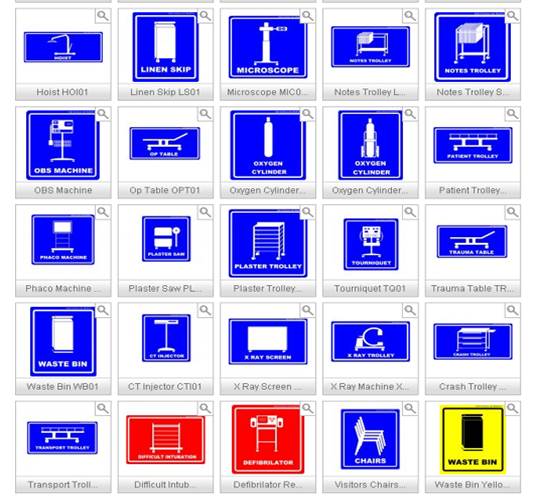 HOIST
LINEN SKIP
MICROSCOPE
NOTES TROLLEY
NOTES TROLLEY
Hoist HOI01
Linen Skip LS01
Microscope MIC0...
Notes Trolley L...
Notes Trolley S...
OBS MACHINE
OP TABLE
OXYGEN
CYLINDER
OXYGEN
CYLINDER
PATIENT TROLLEY
OBS Machine
Op Table OPT01
Oxygen Cylinder...
Oxygen Cylinder...
Patient Trolley...
PHACO MACHINE
PLASTER SAW
PLASTER TROLLEY
TOURNIQUET
TRAUMA TABLE
Phaco Machine ...
Plaster Saw PL...
Plaster Trolley...
Tourniquet TQ01
Trauma Table TR...
WASTE BIN
CT INJECTOR
X RAY SCREEN
X RAY TROLLEY
CRASH TROLLEY
Waste Bin WB01
CT Injector CTI01
X Ray Screen ...
X Ray Machine X...
Crash Trolley ...
TRANSPORT TROLLEY
DIFFICULT INTUBATION
DEFIBRILATOR
CHAIRS
WASTE BIN
Transport Troll...
Difficult Intub...
Defibrilator Re...
Visitors Chairs...
Waste Bin Yello...